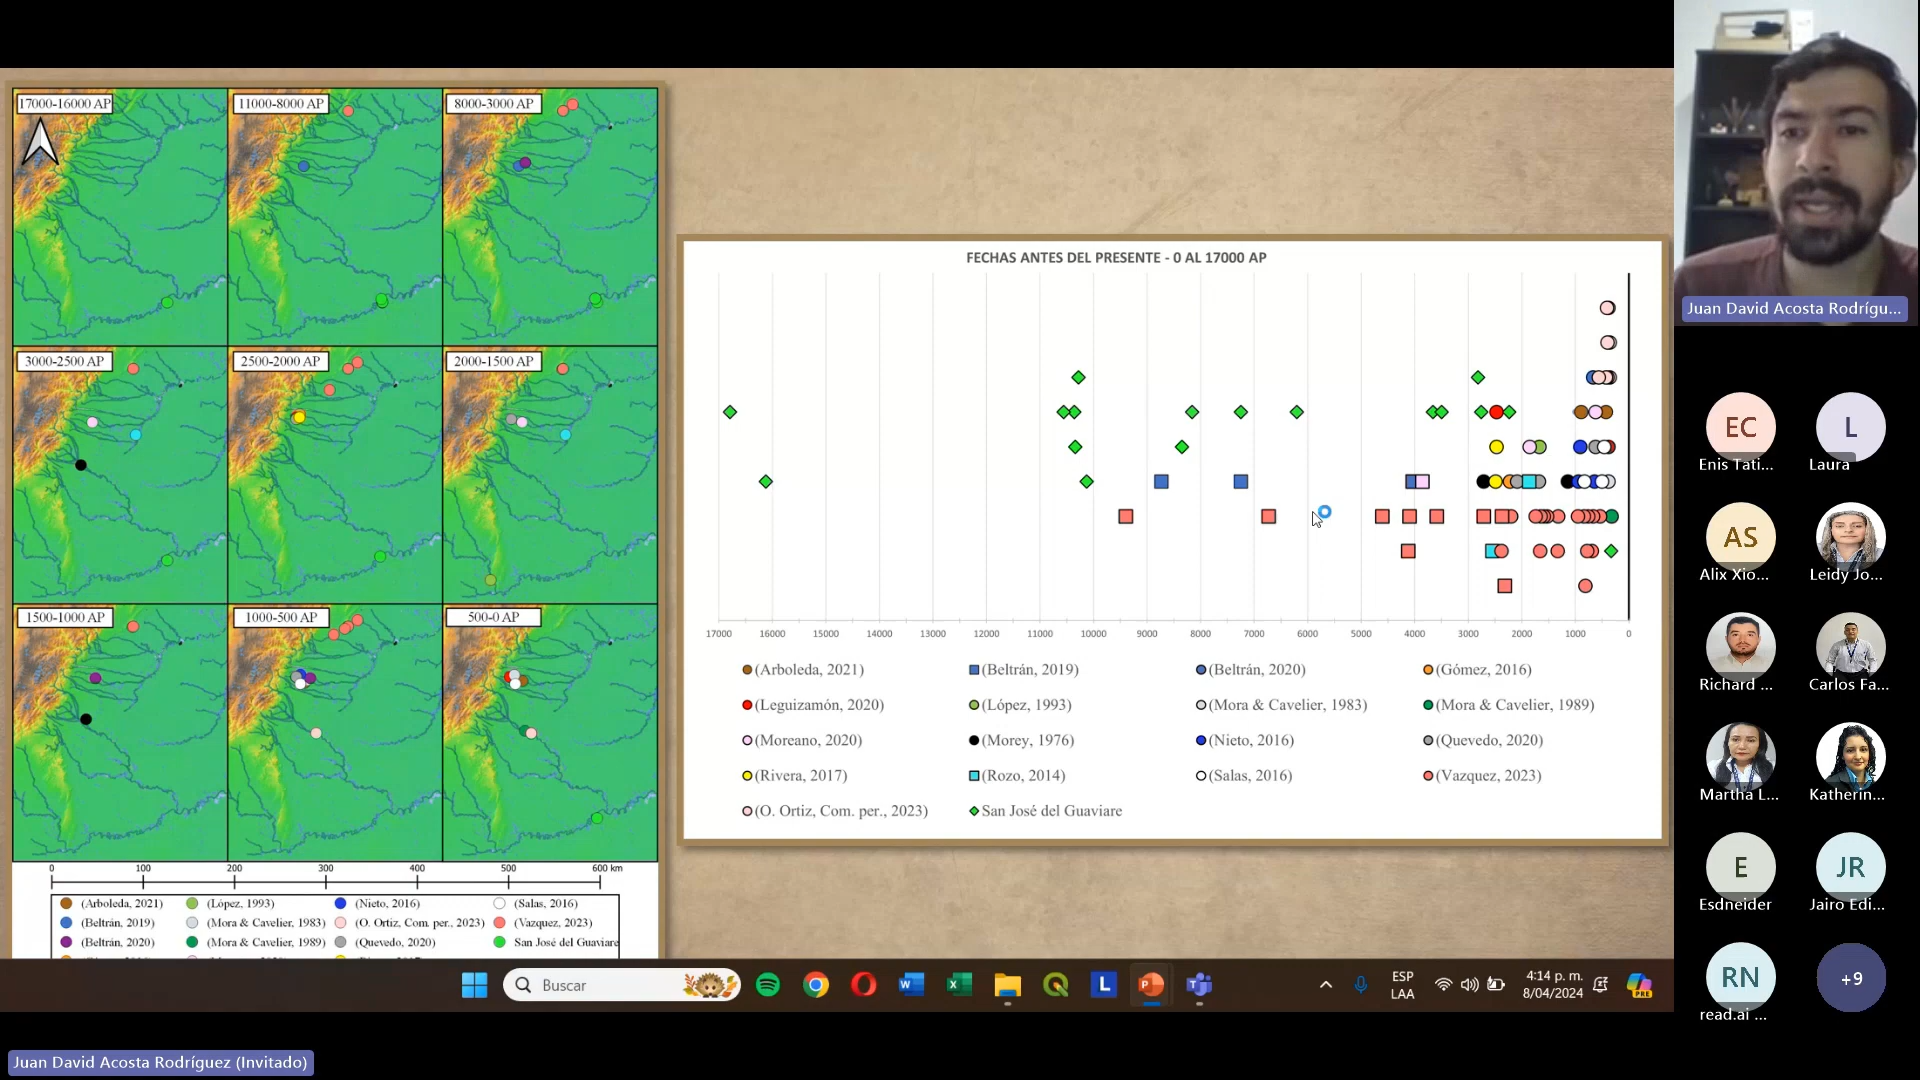 17000-16000 AP
11000-8000 AP
8000-3000 AP
3000-2500 AP
2500-2000 AP
2000-1500 AP
1500-1000 AP
1000-500 AP
500-0 AP
0 100 200 300 400 500 600 km
(Arboleda, 2021) (López, 1993) (Nieto, 2016) (Salas, 2016)
(Beltrán, 2019) (Mora & Cavelier, 1983) (O. Ortiz, Com. per., 2023) (Vazquez, 2023)
(Beltrán, 2020) (Mora & Cavelier, 1989) (Quevedo, 2020) San José del Guaviare
FECHAS ANTES DEL PRESENTE - 0 AL 17000 AP
17000 16000 15000 14000 13000 12000 11000 10000 9000 8000 7000 6000 5000 4000 3000 2000 1000 0
(Arboleda, 2021) (Beltrán, 2019) (Beltrán, 2020) (Gómez, 2016)
(Leguizamón, 2020) (López, 1993) (Mora & Cavelier, 1983) (Mora & Cavelier, 1989)
(Moreano, 2020) (Morey, 1976) (Nieto, 2016) (Quevedo, 2020)
(Rivera, 2017) (Rozo, 2014) (Salas, 2016) (Vazquez, 2023)
(O. Ortiz, Com. per., 2023) San José del Guaviare
Juan David Acosta Rodrígu...
EC L
Enis Tati... Laura
AS
Alix Xio... Leidy Jo...
Richard ... Carlos Fa...
Martha L... Katherin...
E JR
Esdneider Jairo Edi...
RN +9
read.ai ...
Buscar
W
X
L
P
T
ESP
LAA
4:14 p. m.
8/04/2024
PRE
Juan David Acosta Rodríguez (Invitado)